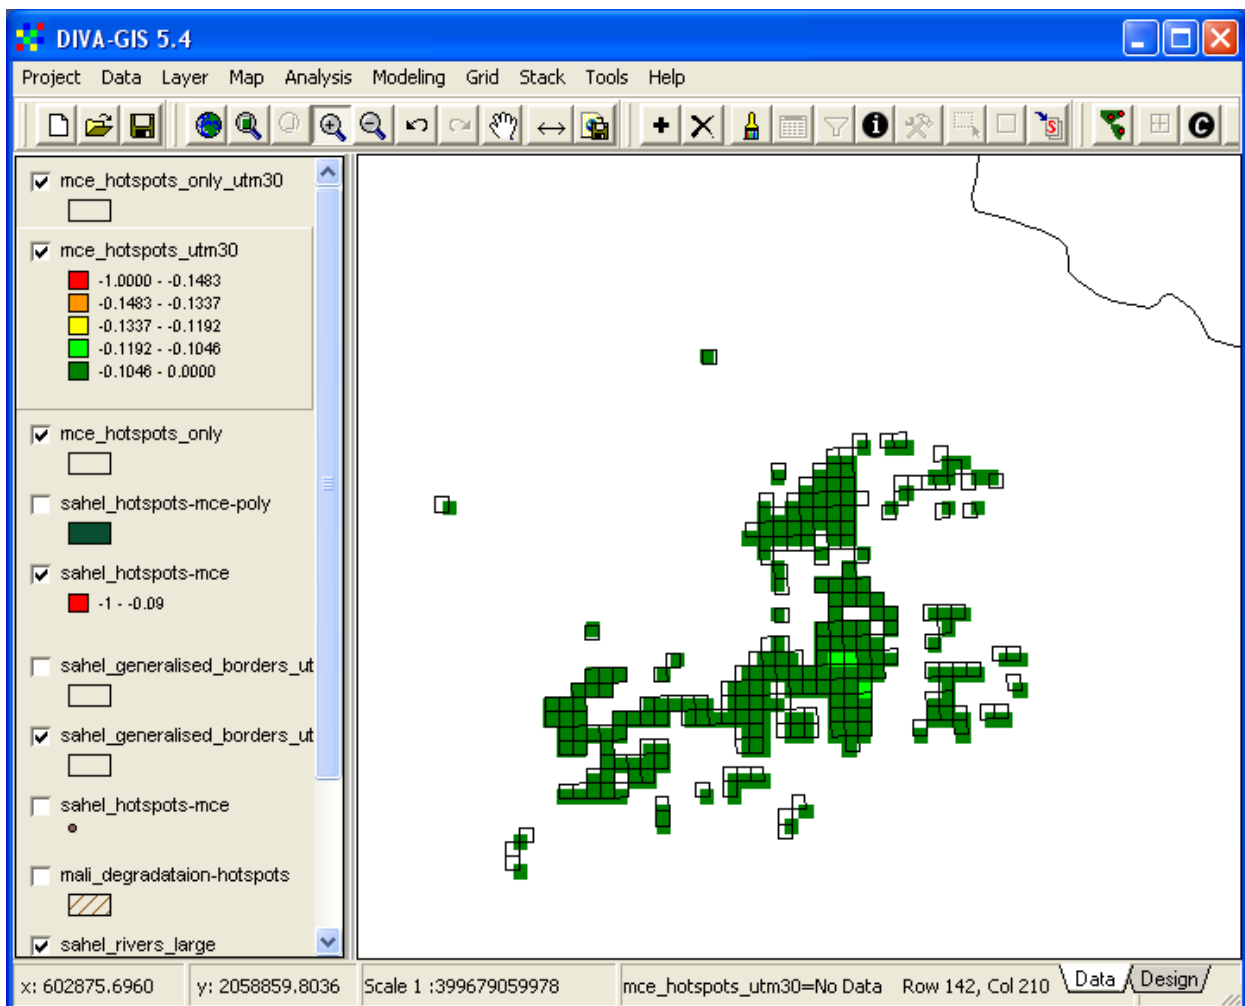 DIVA-GIS 5.4
Project Data Layer Map Analysis Modeling Grid Stack Tools Help
mce_hotspots_only_utm30
mce_hotspots_utm30
-1.0000 - -0.1483
-0.1483 - -0.1337
-0.1337 - -0.1192
-0.1192 - -0.1046
-0.1046 - 0.0000
mce_hotspots_only
sahel_hotspots-mce-poly
sahel_hotspots-mce
-1 - -0.09
sahel_generalised_borders_ut
sahel_generalised_borders_ut
sahel_hotspots-mce
mali_degradataion-hotspots
sahel_rivers_large
x: 602875.6960 y: 2058859.8036 Scale 1 :399679059978 mce_hotspots_utm30=No Data Row 142, Col 210 Data Design